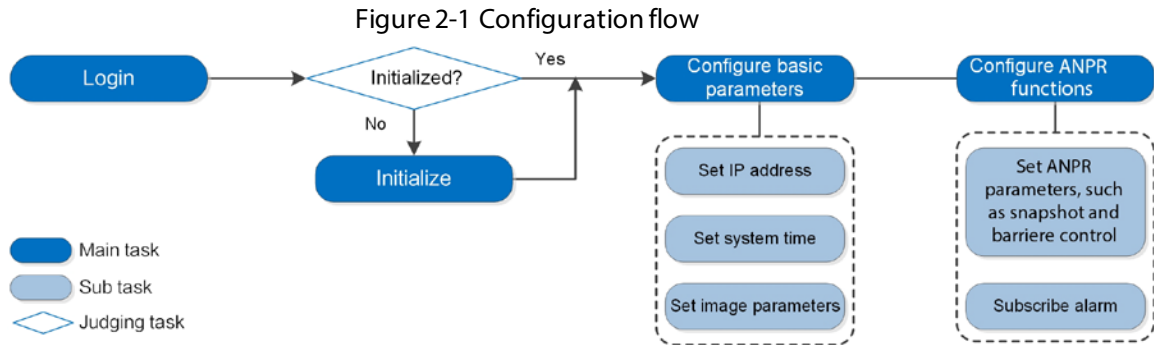 Figure 2-1 Configuration flow
Login
Initialized?
Yes
No
Initialize
Configure basic
parameters
Set IP address
Set system time
Set image parameters
Configure ANPR
functions
Set ANPR
parameters, such
as snapshot and
barriere control
Subscribe alarm
Main task
Sub task
Judging task